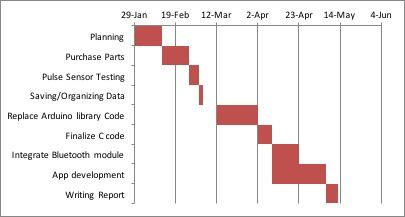 29-Jan 19-Feb 12-Mar 2-Apr 23-Apr 14-May 4-Jun
Planning
Purchase Parts
Pulse Sensor Testing
Saving/Organizing Data
Replace Arduino library Code
Finalize C code
Integrate Bluetooth module
App development
Writing Report